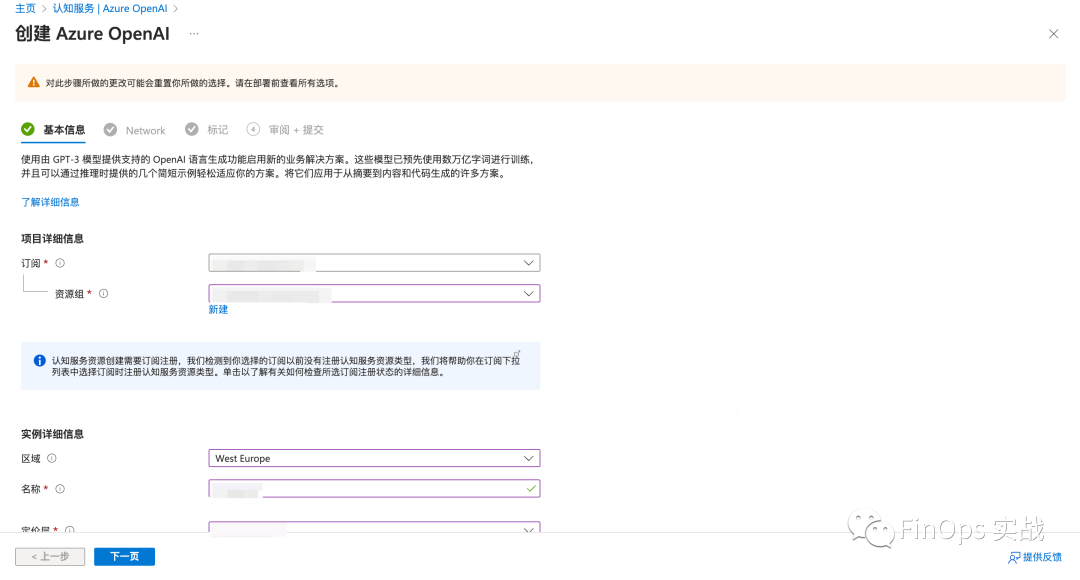 主页 > 认知服务 | Azure OpenAI >
创建 Azure OpenAI ...
对此步骤所做的更改可能会重置你所做的选择。请在部署前查看所有选项。
基本信息 Network 标记 4 审阅 + 提交
使用由 GPT-3 模型提供支持的 OpenAI 语言生成功能启用新的业务解决方案。这些模型已预先使用数万亿字词进行训练，
并且可以通过推理时提供的几个简短示例轻松适应你的方案。将它们应用于从摘要到内容和代码生成的许多方案。
了解详细信息
项目详细信息
订阅 *
资源组 *
新建
认知服务资源创建需要订阅注册，我们检测到你选择的订阅以前没有注册认知服务资源类型，我们将帮助你在订阅下拉
列表中选择订阅时注册认知服务资源类型。单击以了解有关如何检查所选订阅注册状态的详细信息。
实例详细信息
区域 West Europe
名称 *
定价层 *
< 上一步 下一页
FinOps 实战
提供反馈